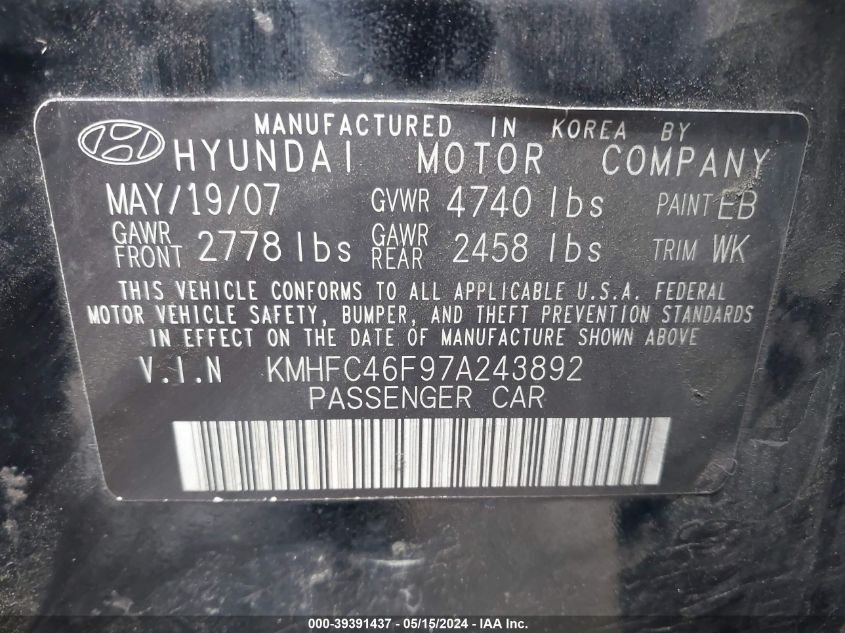 MANUFACTURED IN KOREA BY
HYUNDAI MOTOR COMPANY
MAY/19/07 GVWR 4740 lbs PAINT EB
GAWR FRONT 2778 lbs GAWR REAR 2458 lbs TRIM WK
THIS VEHICLE CONFORMS TO ALL APPLICABLE U.S.A. FEDERAL
MOTOR VEHICLE SAFETY, BUMPER, AND THEFT PREVENTION STANDARDS
IN EFFECT ON THE DATE OF MANUFACTURE SHOWN ABOVE
V.I.N KMHFC46F97A243892
PASSENGER CAR
000-39391437 - 05/15/2024 - IAA Inc.